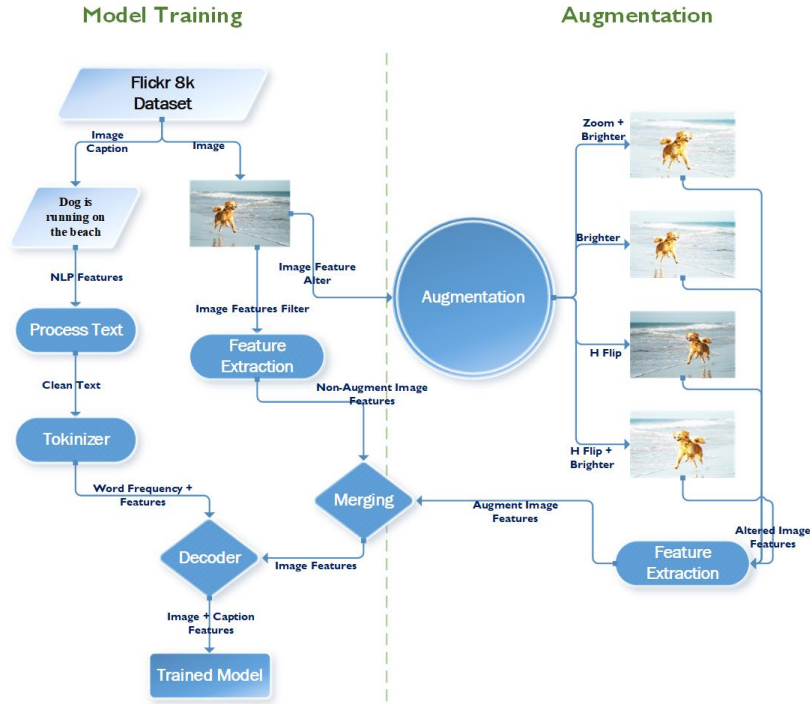 Model Training
Augmentation
Flickr 8k
Dataset
Image
Caption
Image
Zoom +
Brighter
Dog is
running on
the beach
Brighter
NLP Features
Image Feature
Alter
Augmentation
Image Features Filter
Process Text
Feature
Extraction
H Flip
Clean Text
Non-Augment Image
Features
Tokinizer
H Flip +
Brighter
Word Frequency +
Features
Merging
Augment Image
Features
Altered Image
Features
Decoder
Image Features
Feature
Extraction
Image + Caption
Features
Trained Model